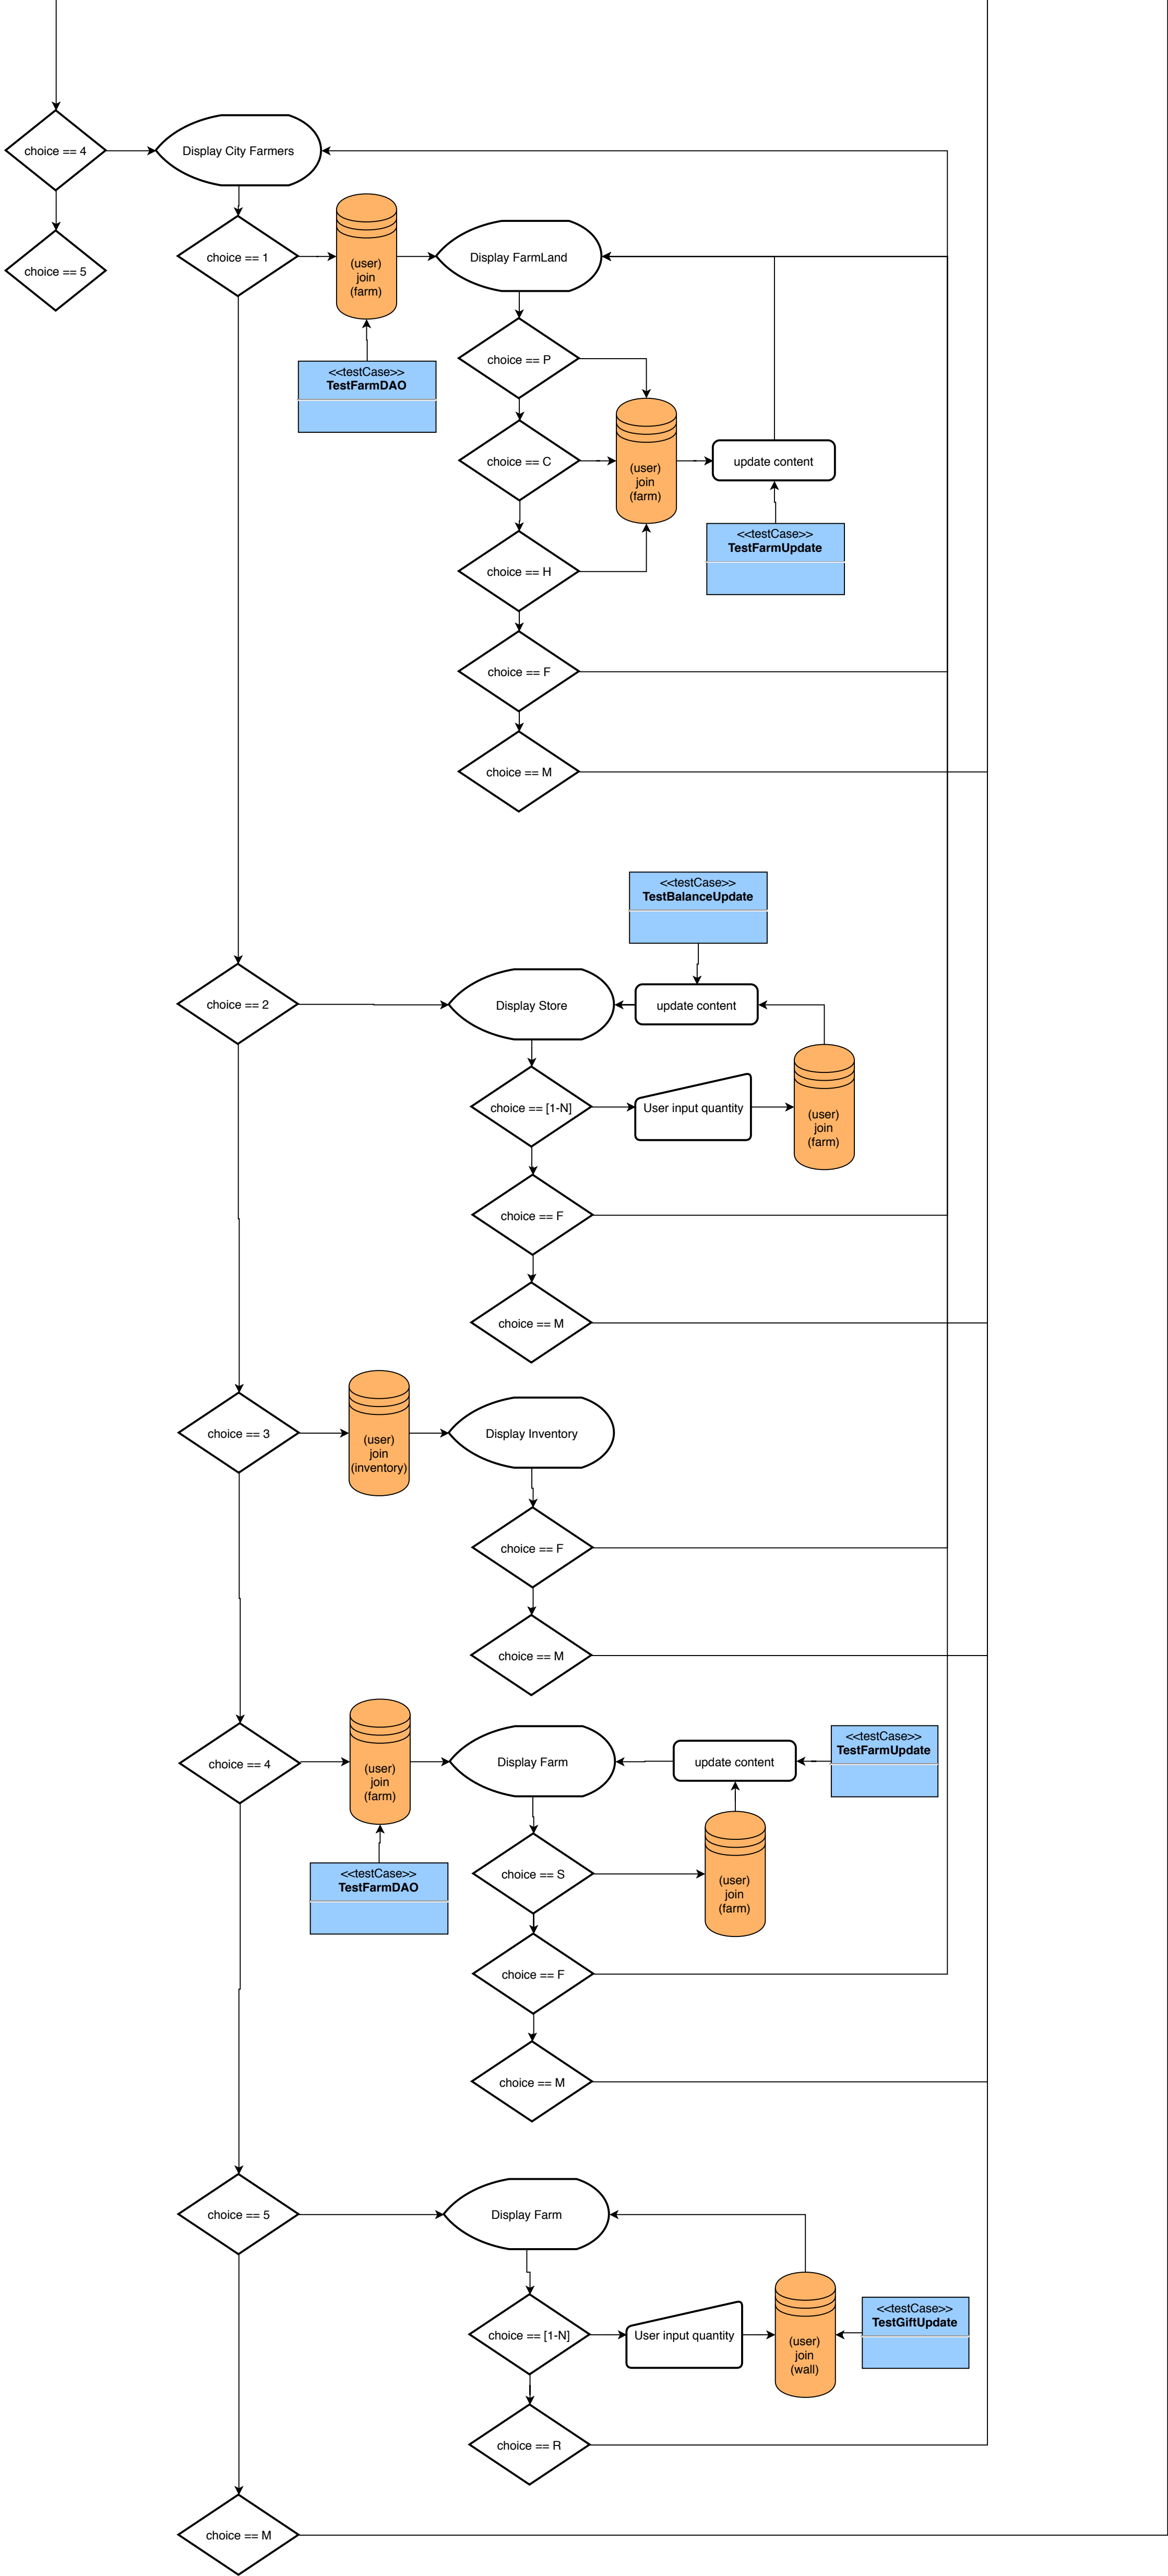 choice == 4
Display City Farmers
choice == 5
choice == 1
(user)
join
(farm)
Display FarmLand
<<testCase>>
TestFarmDAO
choice == P
choice == C
(user)
join
(farm)
update content
<<testCase>>
TestFarmUpdate
choice == H
choice == F
choice == M
<<testCase>>
TestBalanceUpdate
choice == 2
Display Store
update content
choice == [1-N]
User input quantity
(user)
join
(farm)
choice == F
choice == M
choice == 3
(user)
join
(inventory)
Display Inventory
choice == F
choice == M
choice == 4
(user)
join
(farm)
Display Farm
update content
<<testCase>>
TestFarmUpdate
<<testCase>>
TestFarmDAO
choice == S
(user)
join
(farm)
choice == F
choice == M
choice == 5
Display Farm
choice == [1-N]
User input quantity
(user)
join
(wall)
<<testCase>>
TestGiftUpdate
choice == R
choice == M